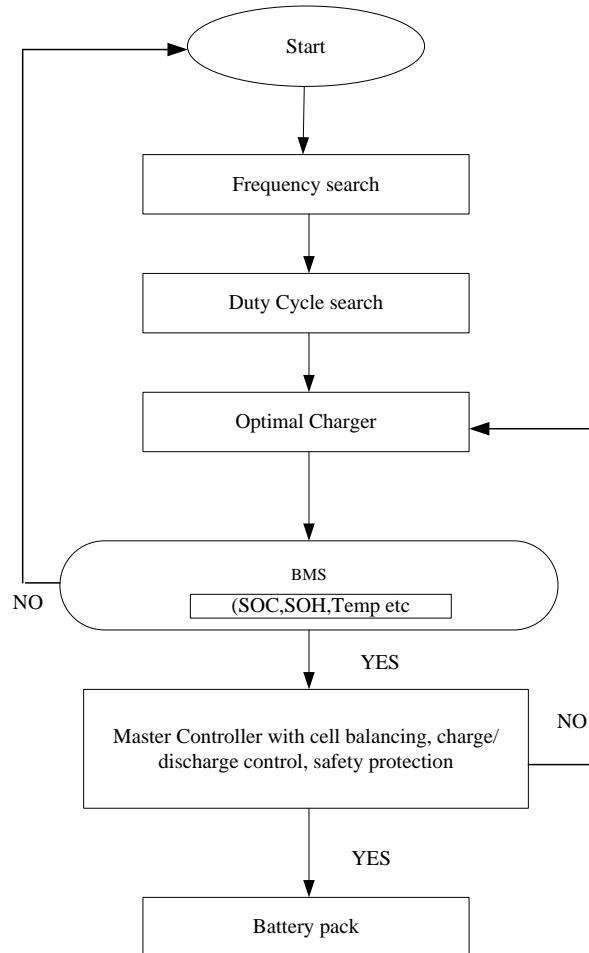 Start
Frequency search
Duty Cycle search
Optimal Charger
BMS
(SOC,SOH,Temp etc
NO
YES
Master Controller with cell balancing, charge/
discharge control, safety protection
NO
YES
Battery pack